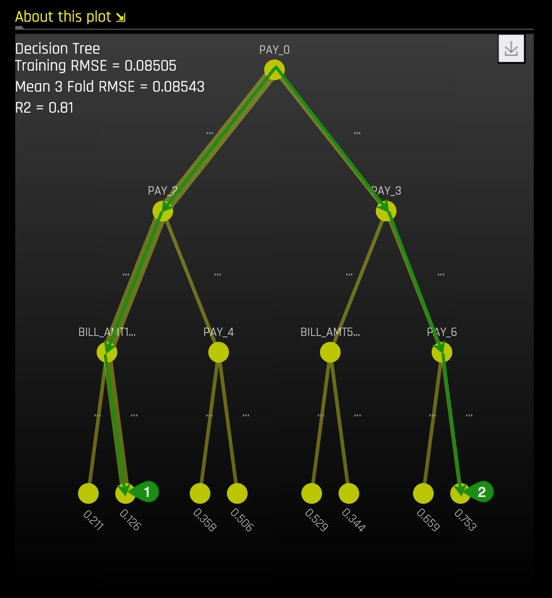 About this plot ⇲
Decision Tree
Training RMSE = 0.08505
Mean 3 Fold RMSE = 0.08543
R2 = 0.81
PAY_0
... ...
PAY_2 PAY_3
... ... ... ...
BILL_AMT1... PAY_4 BILL_AMT5... PAY_6
... ... ... ... ... ... ... ...
1 2
0.211 0.126 0.358 0.506 0.529 0.344 0.659 0.753